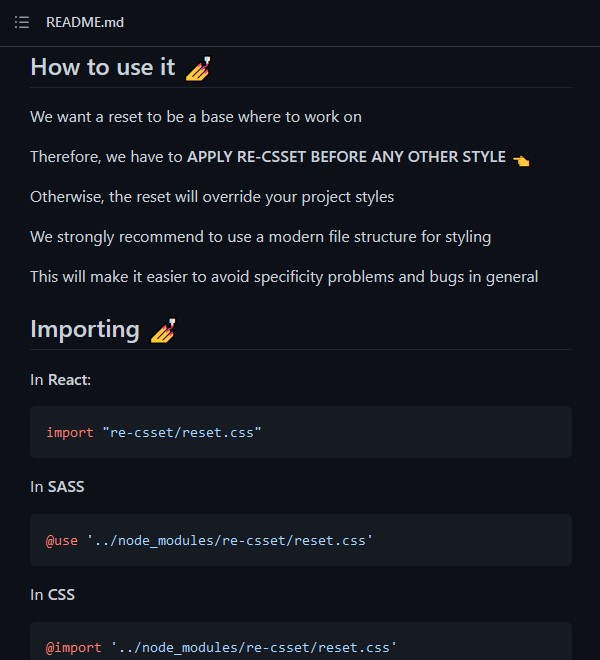 README.md
How to use it 💅
We want a reset to be a base where to work on
Therefore, we have to APPLY RE-CSSET BEFORE ANY OTHER STYLE 👈
Otherwise, the reset will override your project styles
We strongly recommend to use a modern file structure for styling
This will make it easier to avoid specificity problems and bugs in general
Importing 💅
In React:
import "re-csset/reset.css"
In SASS
@use '../node_modules/re-csset/reset.css'
In CSS
@import '../node_modules/re-csset/reset.css'